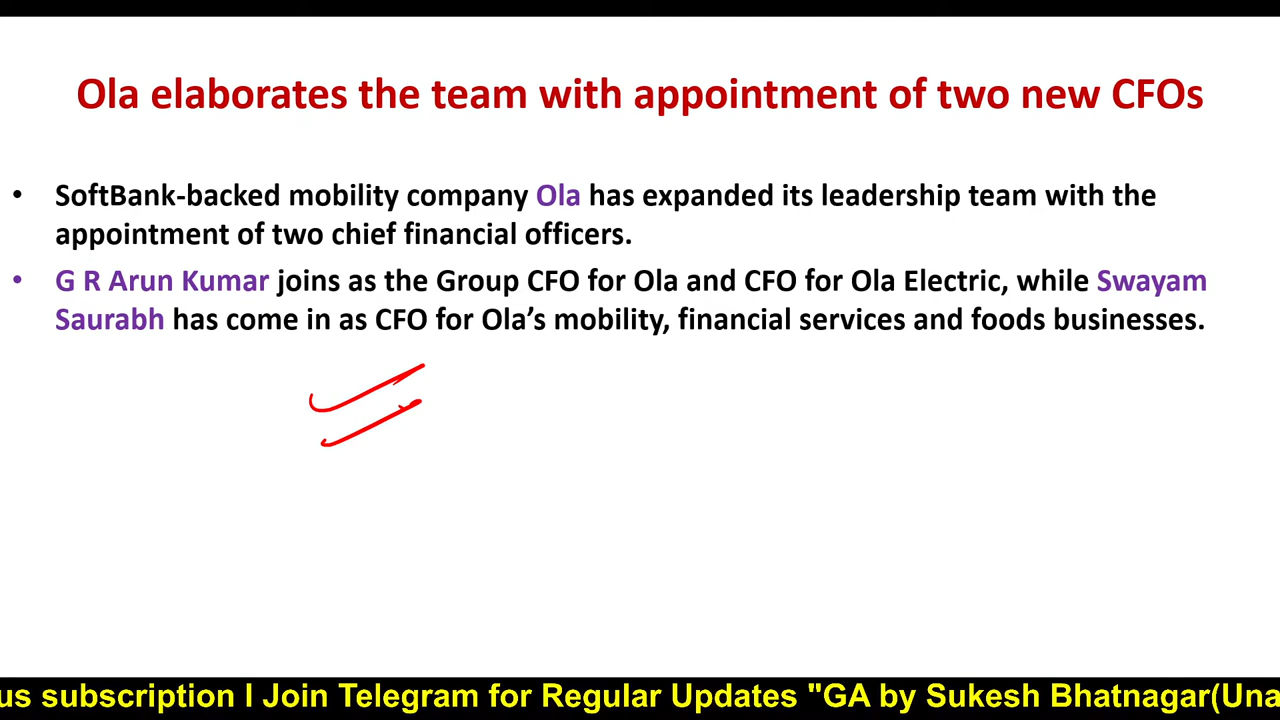 Ola elaborates the team with appointment of two new CFOs
• SoftBank-backed mobility company Ola has expanded its leadership team with the
appointment of two chief financial officers.
• G R Arun Kumar joins as the Group CFO for Ola and CFO for Ola Electric, while Swayam
Saurabh has come in as CFO for Ola’s mobility, financial services and foods businesses.
us subscription I Join Telegram for Regular Updates "GA by Sukesh Bhatnagar(Una